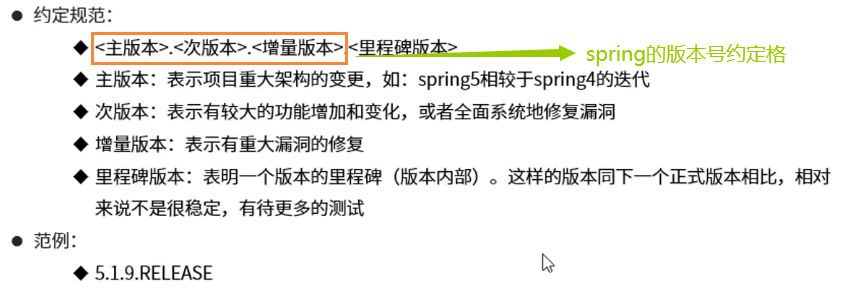 ● 约定规范：
◆ <主版本>.<次版本>.<增量版本>.<里程碑版本>
spring的版本号约定格
◆ 主版本：表示项目重大架构的变更，如：spring5相较于spring4的迭代
◆ 次版本：表示有较大的功能增加和变化，或者全面系统地修复漏洞
◆ 增量版本：表示有重大漏洞的修复
◆ 里程碑版本：表明一个版本的里程碑（版本内部）。这样的版本同下一个正式版本相比，相对
来说不是很稳定，有待更多的测试
● 范例：
◆ 5.1.9.RELEASE